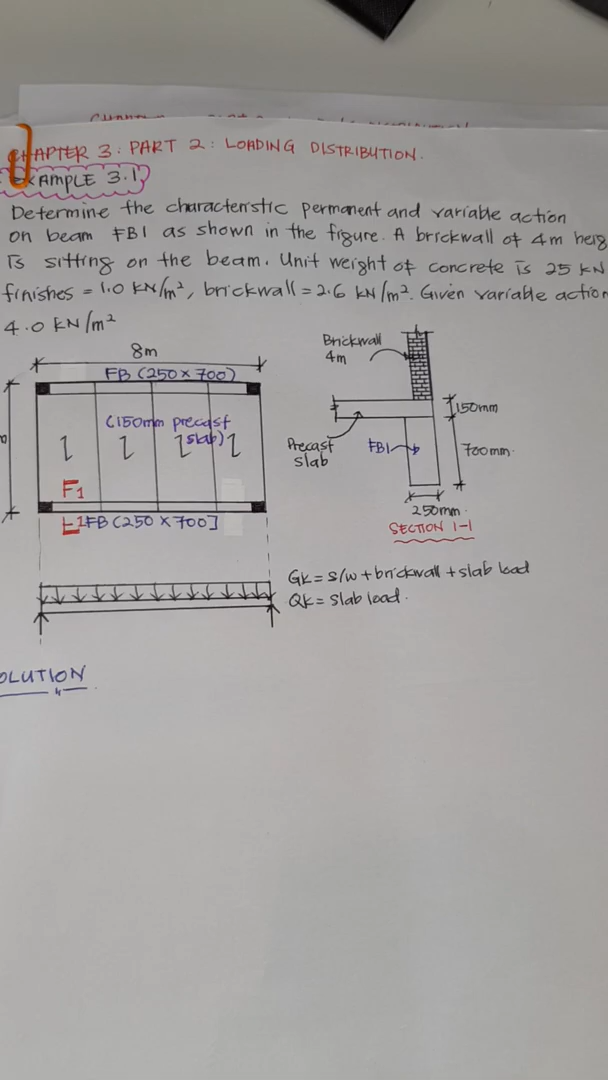 CHAPTER 3: PART 2: LOADING DISTRIBUTION.
EXAMPLE 3.1
Determine the characteristic permanent and variable action
on beam FB1 as shown in the figure. A brickwall of 4m heig
is sitting on the beam. Unit weight of concrete is 25 kN
finishes = 1.0 kN/m², brickwall = 2.6 kN/m². Given variable action
4.0 kN/m²
8m
FB (250 x 700)
(150mm precast
slab)
F1
FB (250 x 700]
Brickwall
4m
150mm
Precast
slab
FB1
700mm.
250mm.
SECTION 1-1
GK = s/w + brickwall + slab load
QK = slab load.
OLUTION